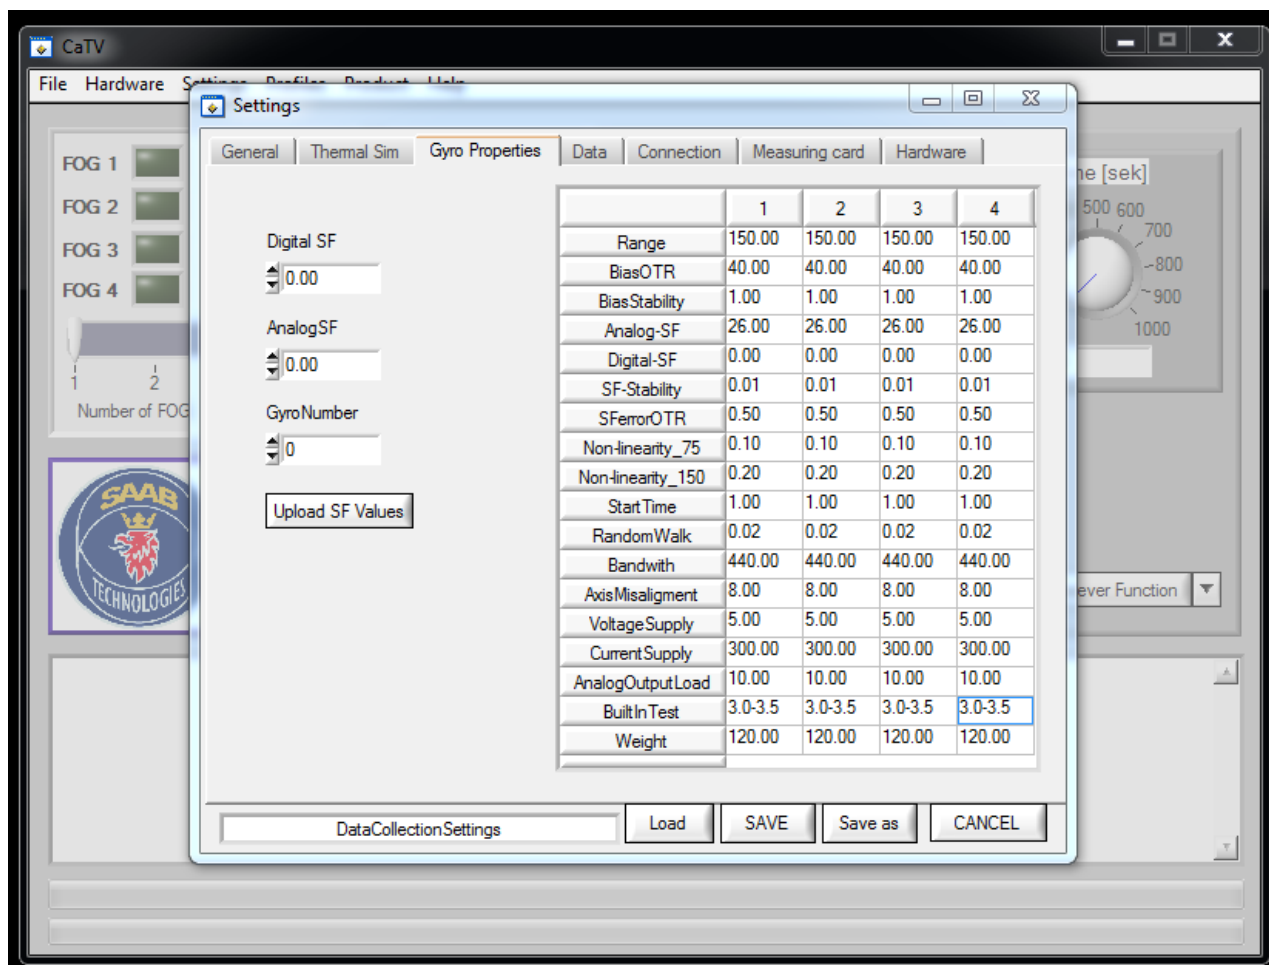 CaTV
File Hardware Settings Profiles Product Help
Settings
General Thermal Sim Gyro Properties Data Connection Measuring card Hardware
FOG 1
FOG 2
FOG 3
FOG 4
1 2
Number of FOG
SAAB
TECHNOLOGIES
Digital SF
0.00
AnalogSF
0.00
GyroNumber
0
Upload SF Values
1 2 3 4
Range 150.00 150.00 150.00 150.00
BiasOTR 40.00 40.00 40.00 40.00
BiasStability 1.00 1.00 1.00 1.00
Analog-SF 26.00 26.00 26.00 26.00
Digital-SF 0.00 0.00 0.00 0.00
SF-Stability 0.01 0.01 0.01 0.01
SFerrorOTR 0.50 0.50 0.50 0.50
Non-linearity_75 0.10 0.10 0.10 0.10
Non-linearity_150 0.20 0.20 0.20 0.20
StartTime 1.00 1.00 1.00 1.00
RandomWalk 0.02 0.02 0.02 0.02
Bandwith 440.00 440.00 440.00 440.00
AxisMisaligment 8.00 8.00 8.00 8.00
VoltageSupply 5.00 5.00 5.00 5.00
CurrentSupply 300.00 300.00 300.00 300.00
AnalogOutputLoad 10.00 10.00 10.00 10.00
BuiltInTest 3.0-3.5 3.0-3.5 3.0-3.5 3.0-3.5
Weight 120.00 120.00 120.00 120.00
DataCollectionSettings Load SAVE Save as CANCEL
ne [sek]
500 600
700
800
900
1000
ever Function